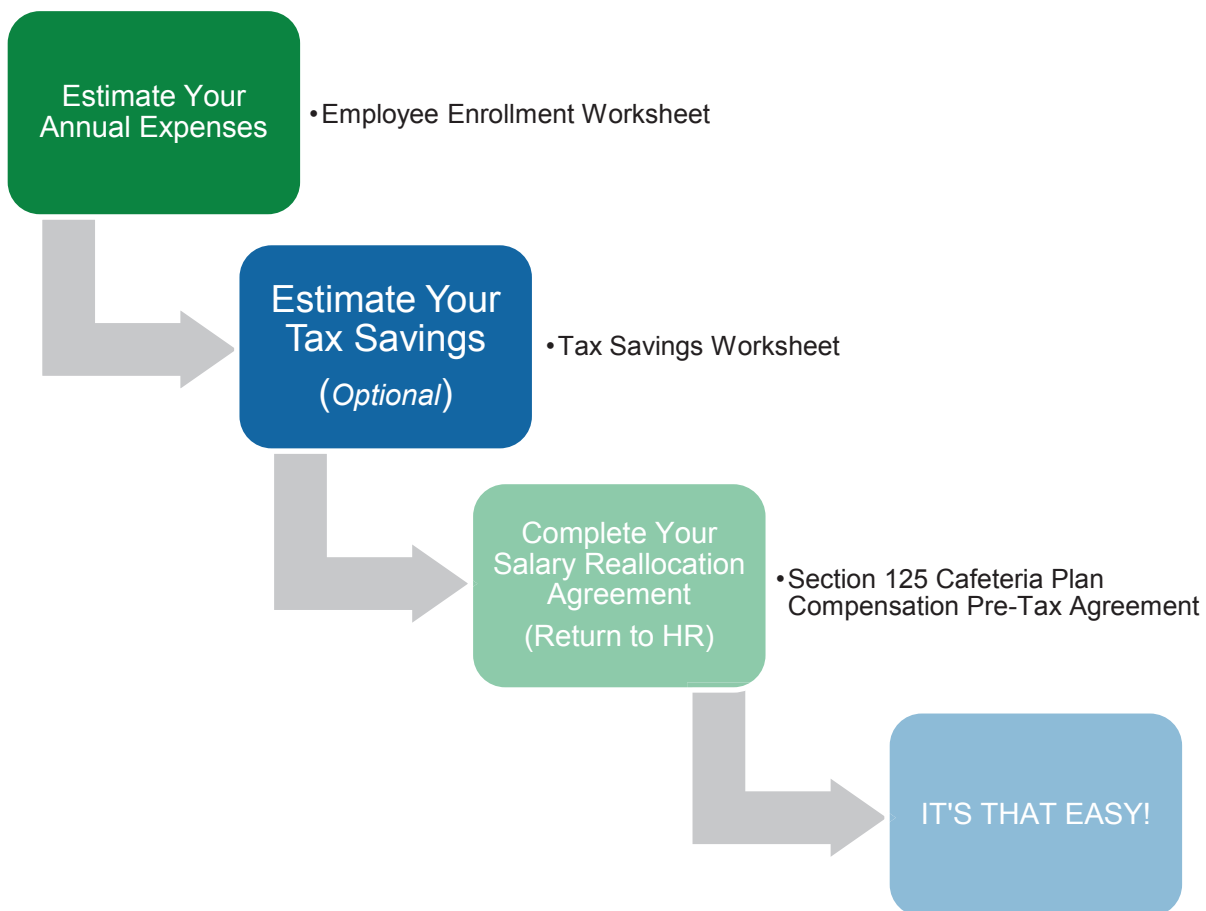 Estimate Your
Annual Expenses
•Employee Enrollment Worksheet
Estimate Your
Tax Savings
(Optional)
•Tax Savings Worksheet
Complete Your
Salary Reallocation
Agreement
(Return to HR)
•Section 125 Cafeteria Plan
Compensation Pre-Tax Agreement
IT'S THAT EASY!